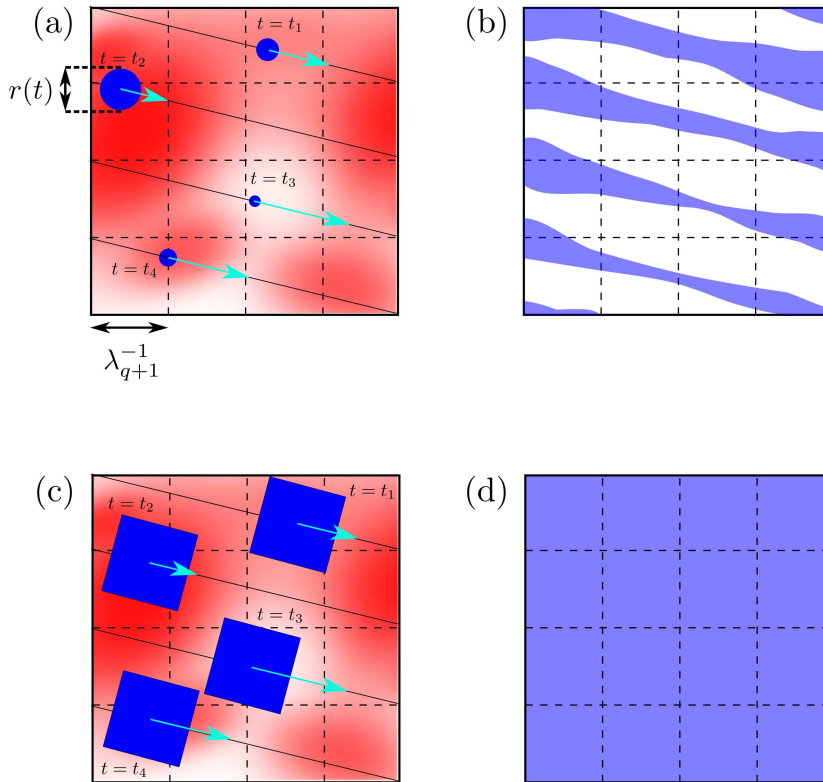 (a)
(b)
t = t₁
t = t₂
r(t)
t = t₃
t = t₄
λ_{q+1}^{-1}
(c)
(d)
t = t₁
t = t₂
t = t₃
t = t₄